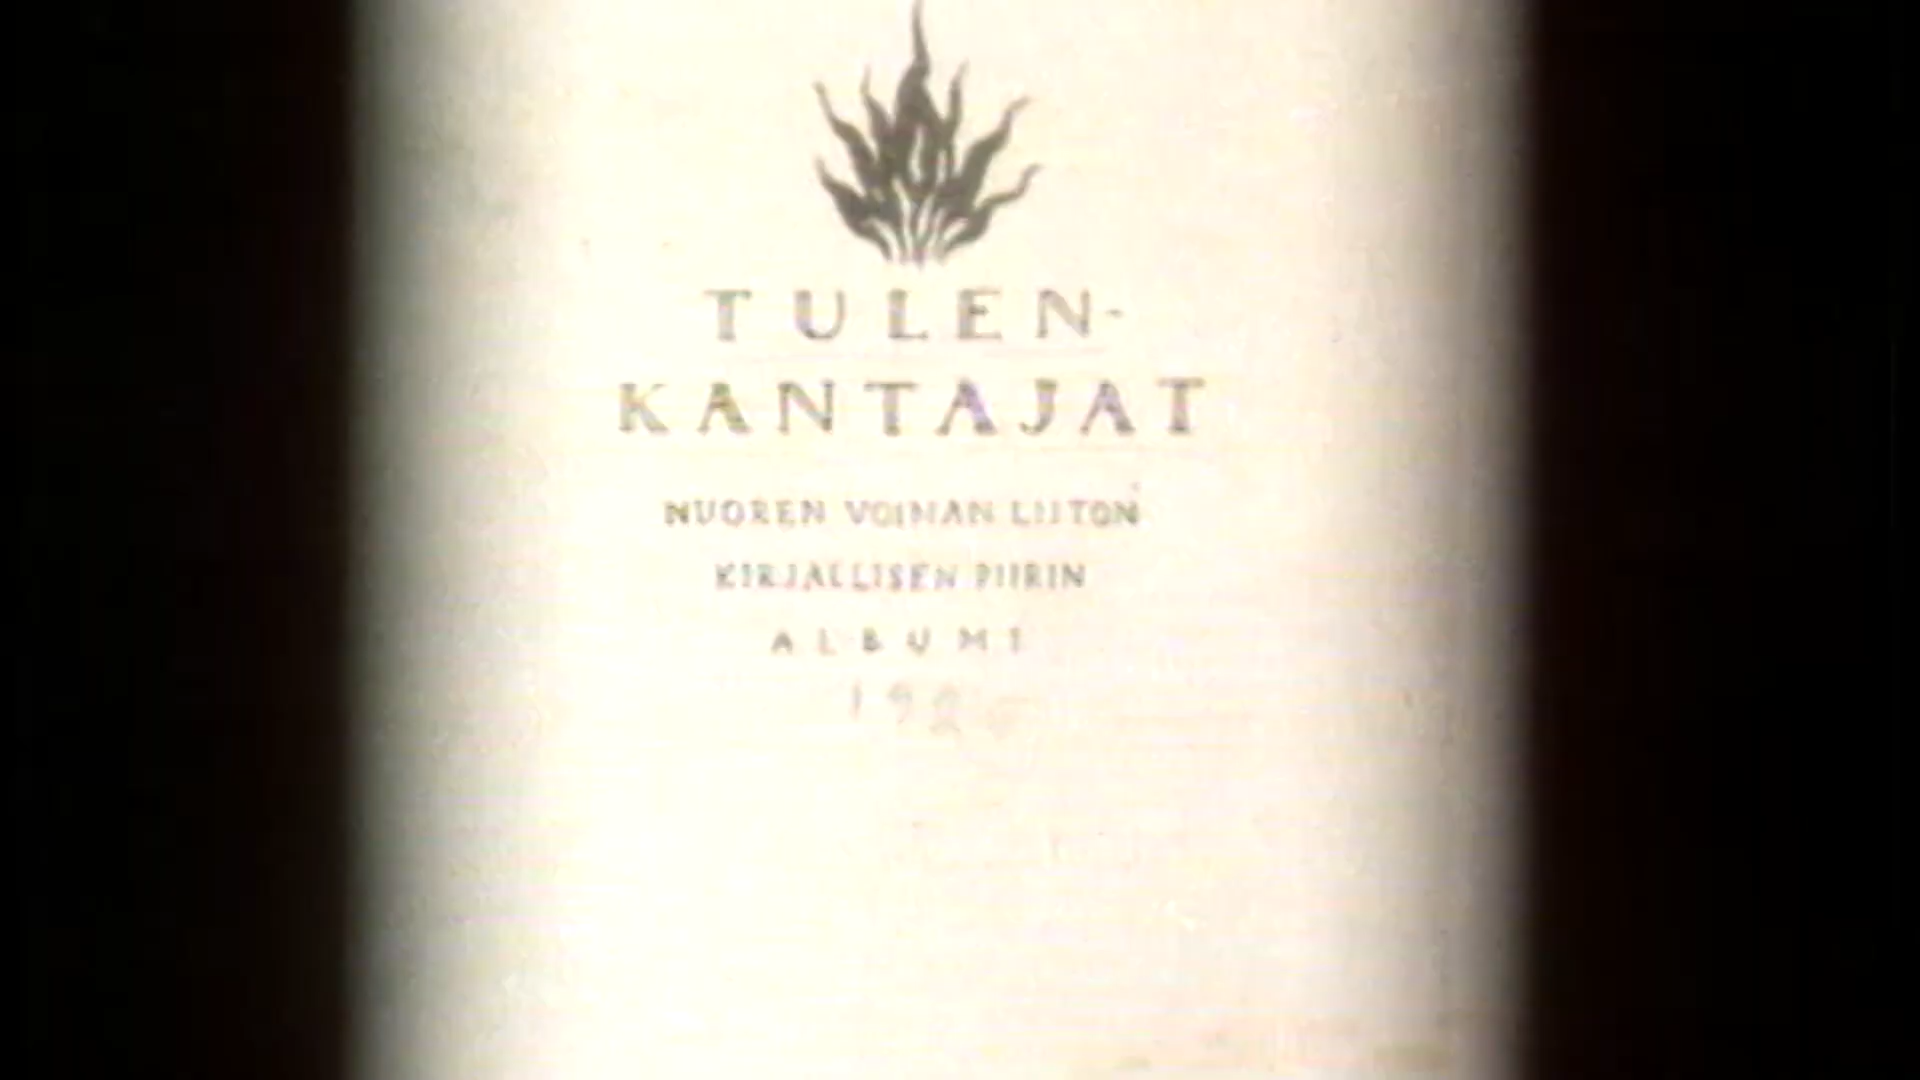 TULEN-
KANTAJAT
NUOREN VOIMAN LIITON
KIRJALLISEN PIIRIN
ALBUMI